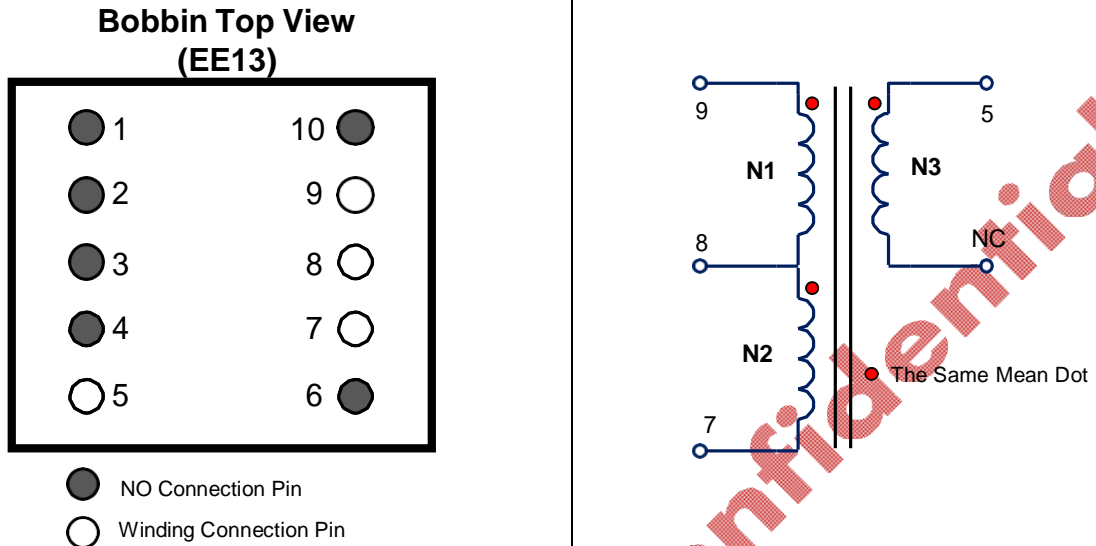 Bobbin Top View
(EE13)
1
10
2
9
3
8
4
7
5
6
NO Connection Pin
Winding Connection Pin
9
5
N1
N3
8
NC
N2
The Same Mean Dot
7
nfidential